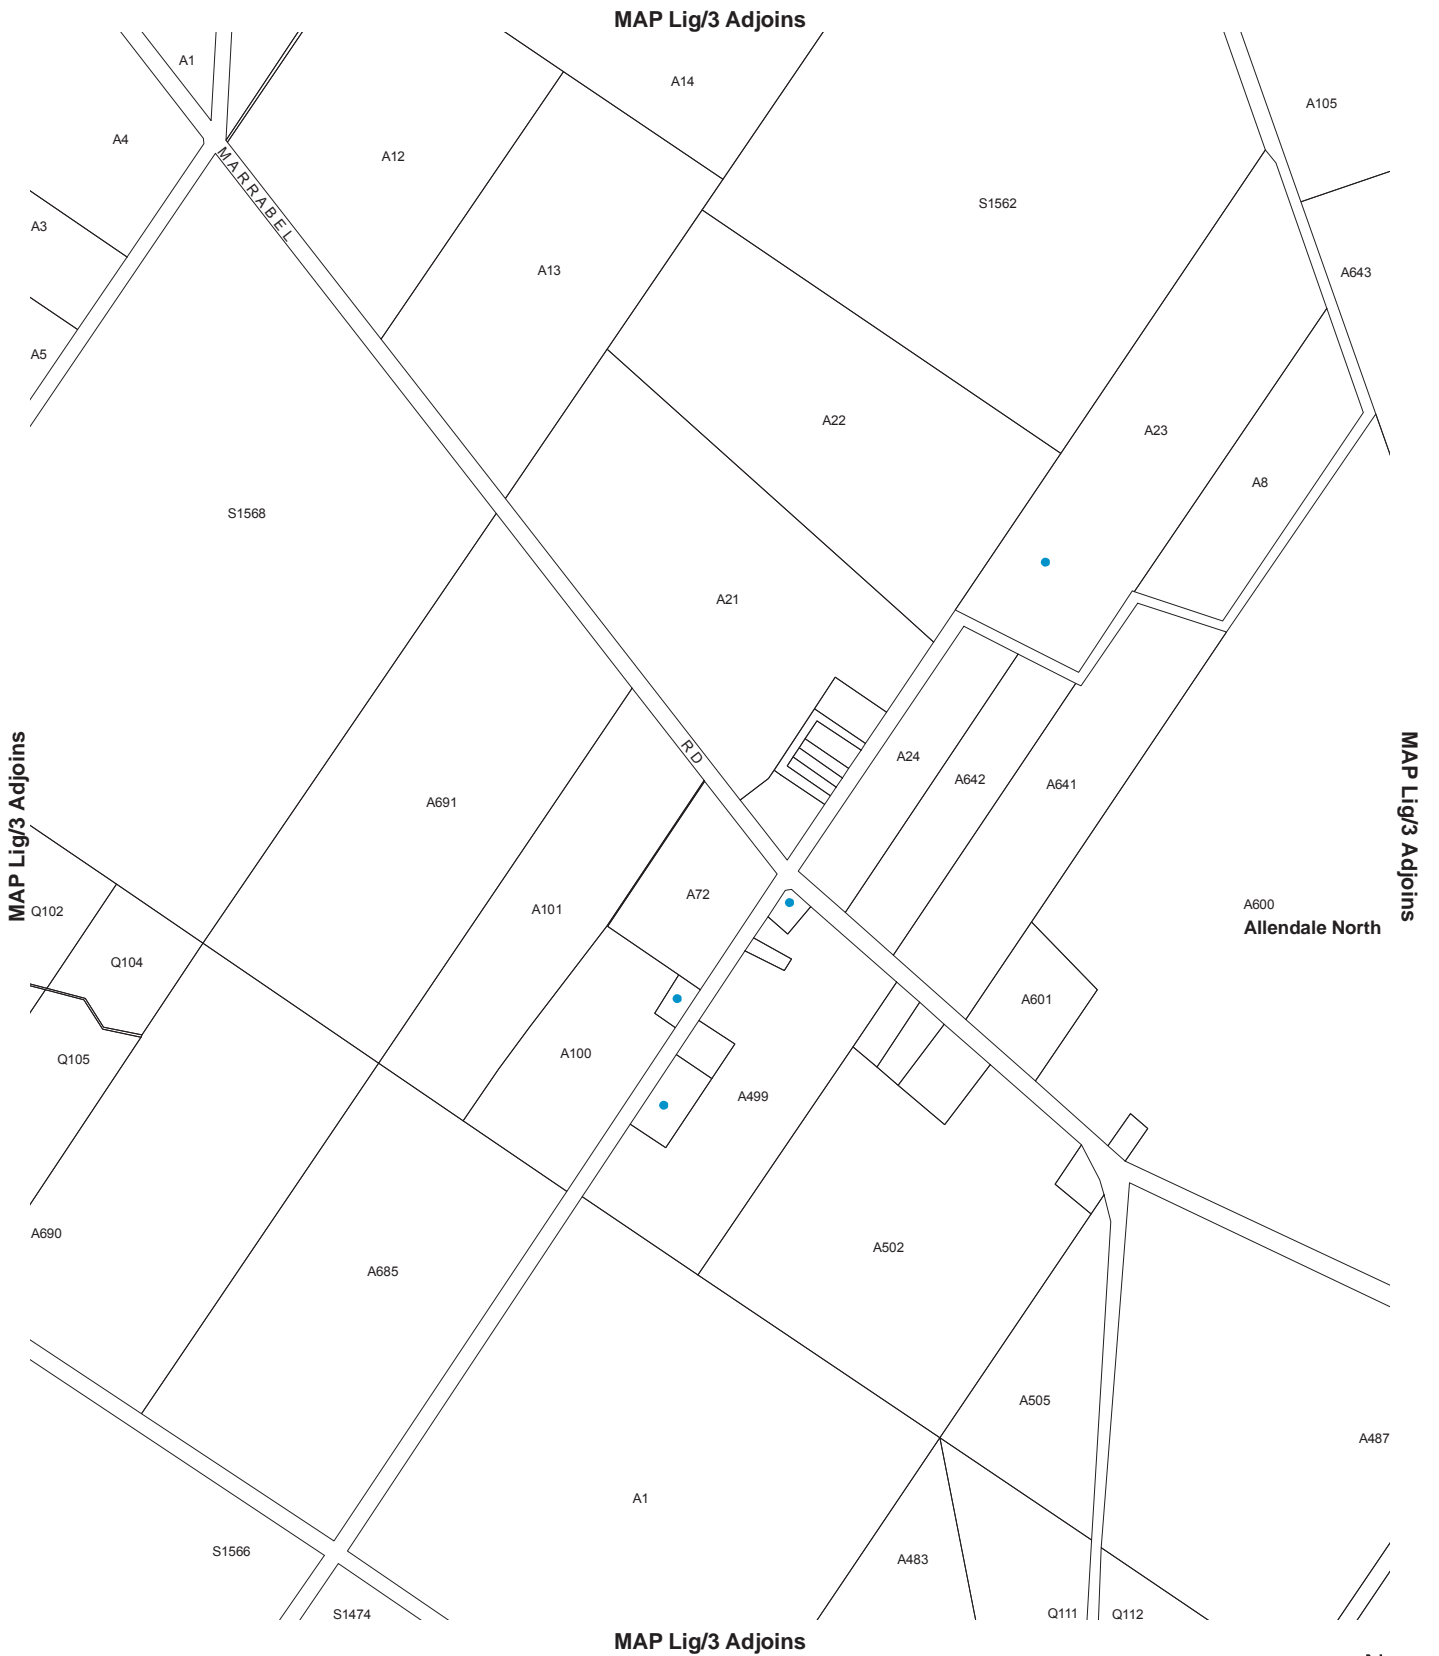 MAP Lig/3 Adjoins
A1
A14
A105
A4
A12
S1562
A3
A13
A643
A5
A22
A23
A8
S1568
A21
MARRABEL RD
A24
A642
A641
A691
MAP Lig/3 Adjoins
MAP Lig/3 Adjoins
A72
A101
A600
Allendale North
Q102
Q104
A601
Q105
A100
A499
A690
A502
A685
A505
A487
A1
S1566
A483
S1474
Q111
Q112
MAP Lig/3 Adjoins